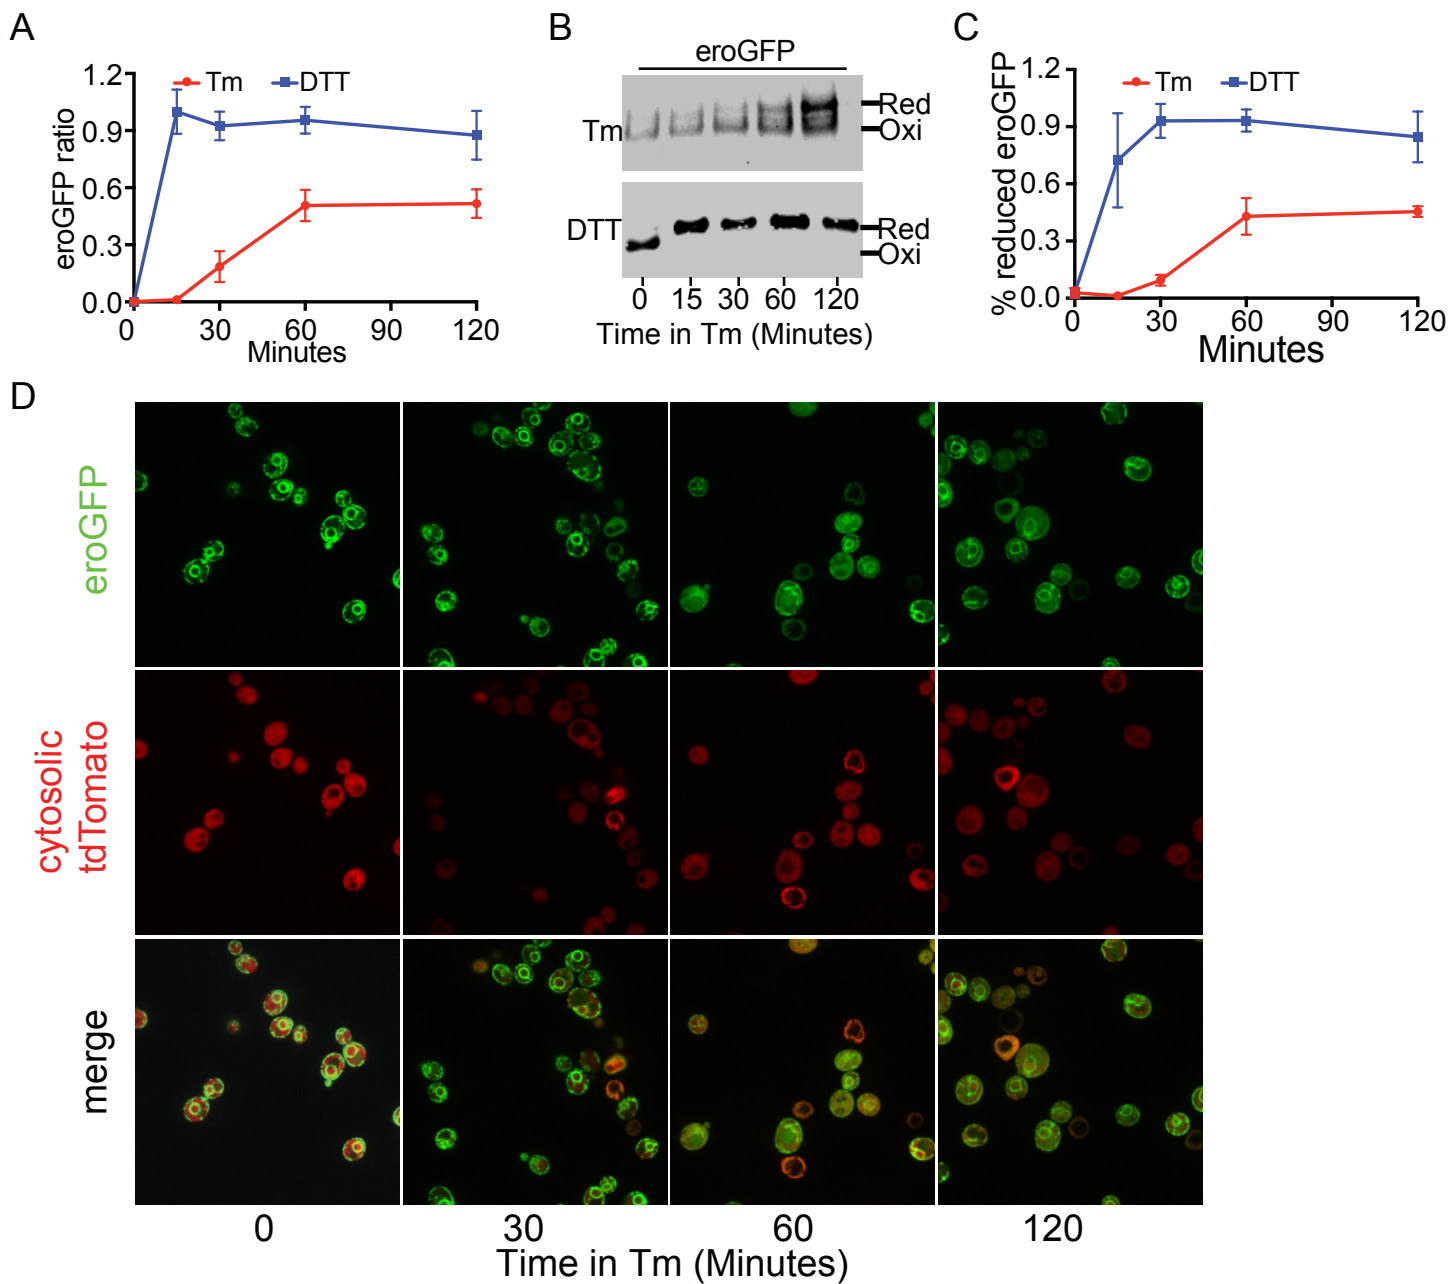 A
eroGFP ratio
1.2
0.9
0.6
0.3
0.0
Tm
DTT
0
30
60
90
120
Minutes
B
eroGFP
Tm
Red
Oxi
DTT
Red
Oxi
0 15 30 60 120
Time in Tm (Minutes)
C
% reduced eroGFP
1.2
0.9
0.6
0.3
0.0
Tm
DTT
0
30
60
90
120
Minutes
D
eroGFP
cytosolic
tdTomato
merge
0
30
60
120
Time in Tm (Minutes)